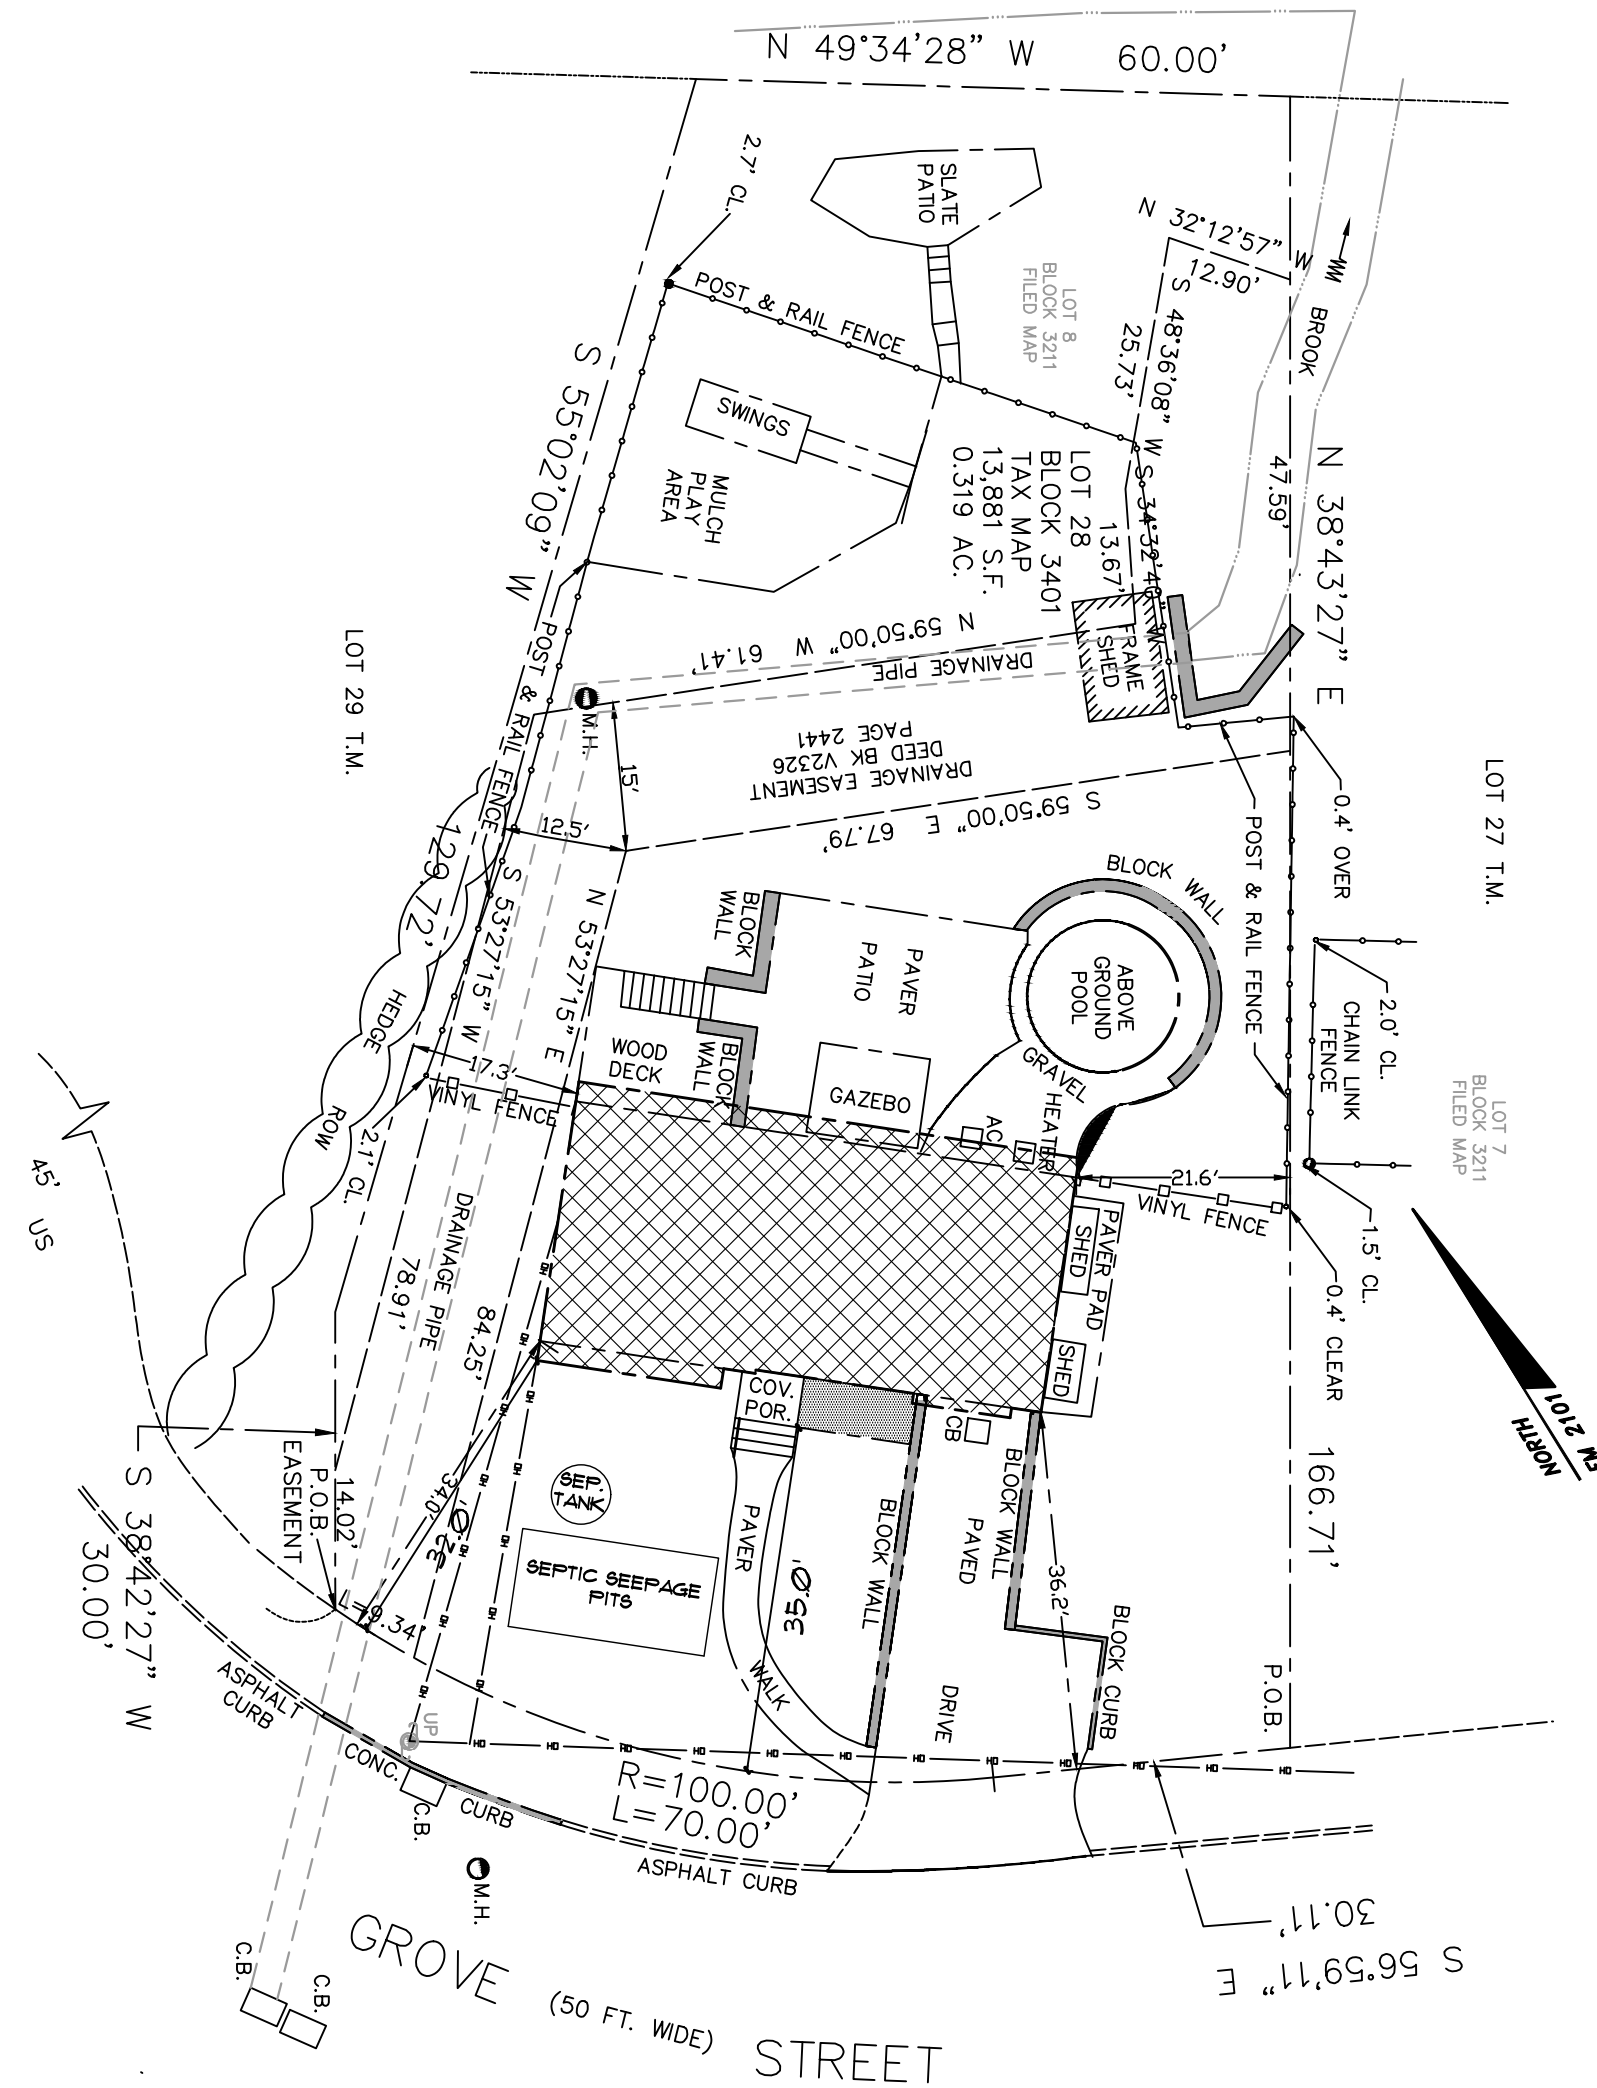 N 49°34'28" W 60.00'
2.7' CL.
SLATE
PATIO
N 32°12'57" W
12.90'
WW
BROOK
LOT 8
BLOCK 3211
FILED MAP
S 48°36'08" W
25.73'
POST & RAIL FENCE
SWINGS
MULCH
PLAY
AREA
S 55°02'09" W
129.72'
LOT 28
BLOCK 3401
TAX MAP
13,881 S.F.
0.319 AC.
S 34°32'40" W
13.67'
47.59'
N 38°43'27" E
166.71'
FRAME
SHED
N 59°50'00" W 61.41'
DRAINAGE PIPE
DRAINAGE EASEMENT
DEED BK V2326
PAGE 2441
S 59°50'00" E 67.79'
LOT 29 T.M.
POST & RAIL FENCE
M.H.
15'
12.5'
LOT 27 T.M.
0.4' OVER
POST & RAIL FENCE
BLOCK WALL
ABOVE
GROUND
POOL
GRAVEL
2.0' CL.
CHAIN LINK
FENCE
LOT 7
BLOCK 3211
FILED MAP
BLOCK
WALL
PAVER
PATIO
BLOCK
WALL
WOOD
DECK
GAZEBO
AC
HEATER
S 53°27'15" W
78.91'
N 53°27'15" E
84.25'
17.3'
VINYL FENCE
2.1' CL.
HEDGE ROW
DRAINAGE PIPE
45' US
21.6'
VINYL FENCE
1.5' CL.
0.4' CLEAR
PAVER PAD
SHED
SHED
NORTH
FM 2101
COV.
POR.
CB
BLOCK WALL
BLOCK WALL
PAVED
DRIVE
36.2'
BLOCK CURB
P.O.B.
SEP.
TANK
SEPTIC SEEPAGE
PITS
PAVER
WALK
35.0'
34.0'
32.0'
14.02'
P.O.B.
EASEMENT
S 38°42'27" W
30.00'
L=9.34'
ASPHALT
CURB
UP
CONC.
CURB
C.B.
M.H.
R=100.00'
L=70.00'
ASPHALT CURB
30.11'
S 56°59'11" E
C.B.
C.B.
GROVE (50 FT. WIDE) STREET